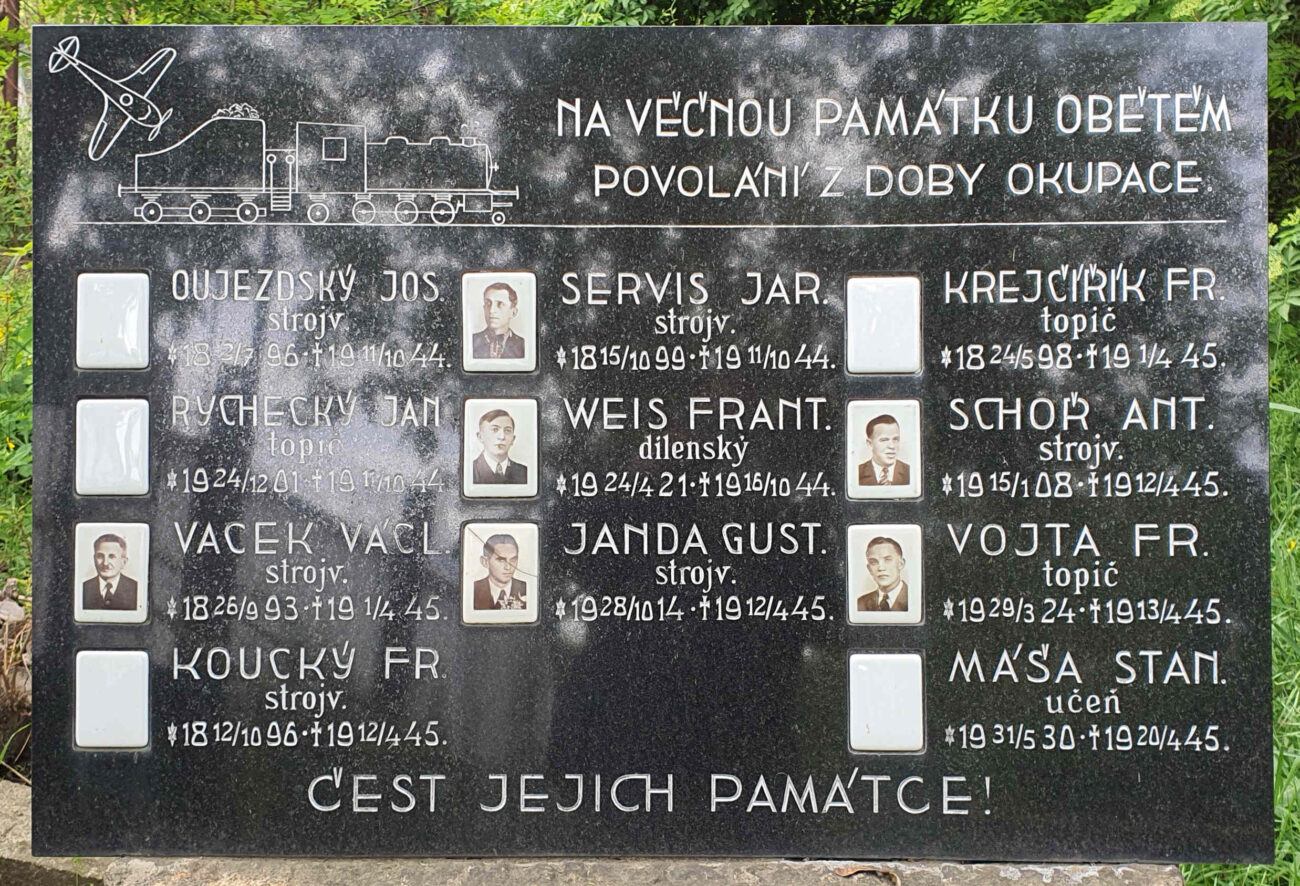 NA VĚČNOU PAMÁTKU OBĚTEM
POVOLÁNÍ Z DOBY OKUPACE.
OUJEZDSKÝ JOS.
strojv.
*18 2/7 96·†19 11/10 44.
SERVIS JAR.
strojv.
*18 15/10 99·†19 11/10 44.
KREJČIŘÍK FR.
topič
*18 24/5 98·†19 1/4 45.
RYCHECKÝ JAN
topič
*19 24/12 01·†19 11/10 44
WEIS FRANT.
dílenský
*19 24/4 21·†19 16/10 44.
SCHOŘ ANT.
strojv.
*19 15/1 08·†19 12/4 45.
VACEK VÁCL.
strojv.
*18 26/9 93·†19 1/4 45.
JANDA GUST.
strojv.
*19 28/10 14·†19 12/4 45.
VOJTA FR.
topič
*19 29/3 24·†19 13/4 45.
KOUCKÝ FR.
strojv.
*18 12/10 96·†19 12/4 45.
MÁŠA STAN.
učeň
*19 31/5 30·†19 20/4 45.
ČEST JEJICH PAMÁTCE!